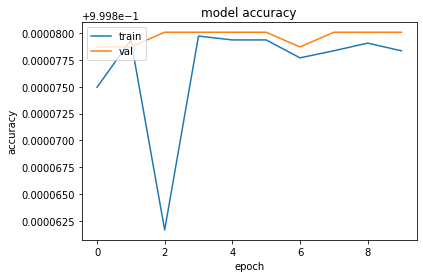 model accuracy
+9.998e−1
0.0000800
0.0000775
0.0000750
0.0000725
0.0000700
0.0000675
0.0000650
0.0000625
accuracy
train
val
0
2
4
6
8
epoch